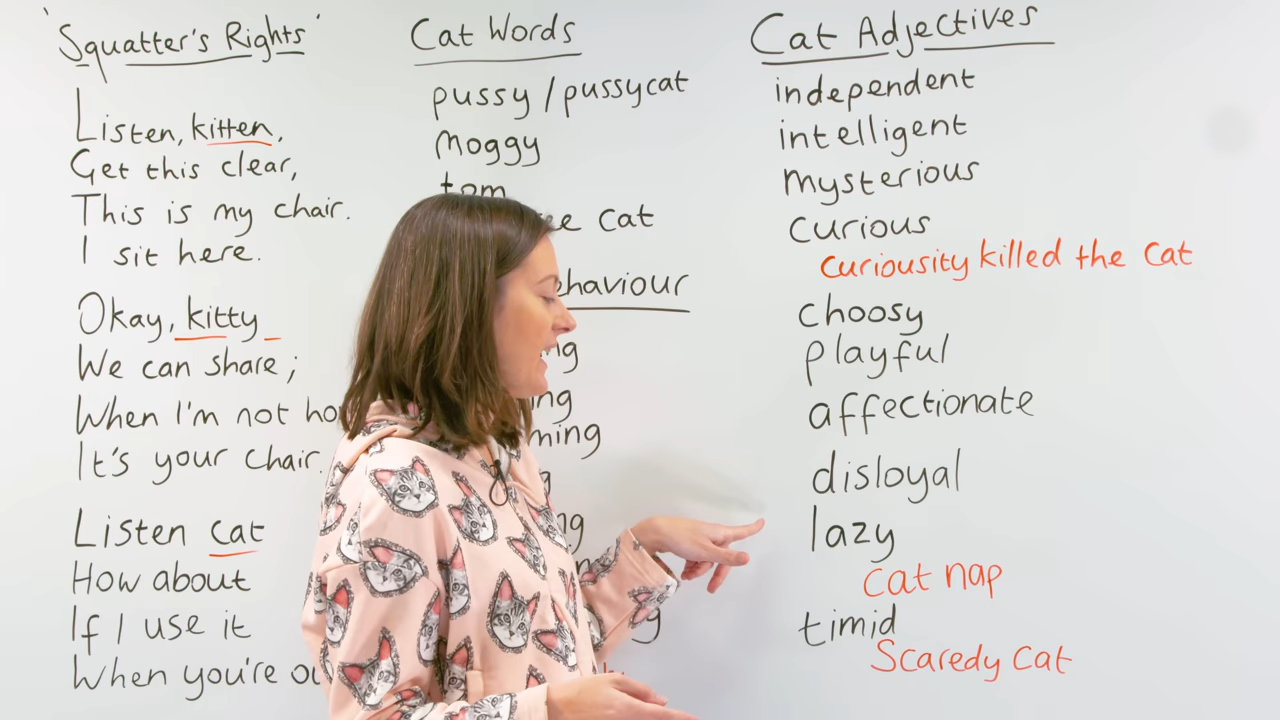 'Squatter's Rights'
Listen, kitten,
Get this clear,
This is my chair.
I sit here.
Okay, kitty
We can share;
When I'm not
It's your chair.
Listen cat
How about
If I use it
When you're
Cat Words
pussy / pussycat
moggy
tom
cat
Cat Adjectives
independent
intelligent
mysterious
curious
curiousity killed the cat
choosy
playful
affectionate
disloyal
lazy
cat nap
timid
Scaredy cat